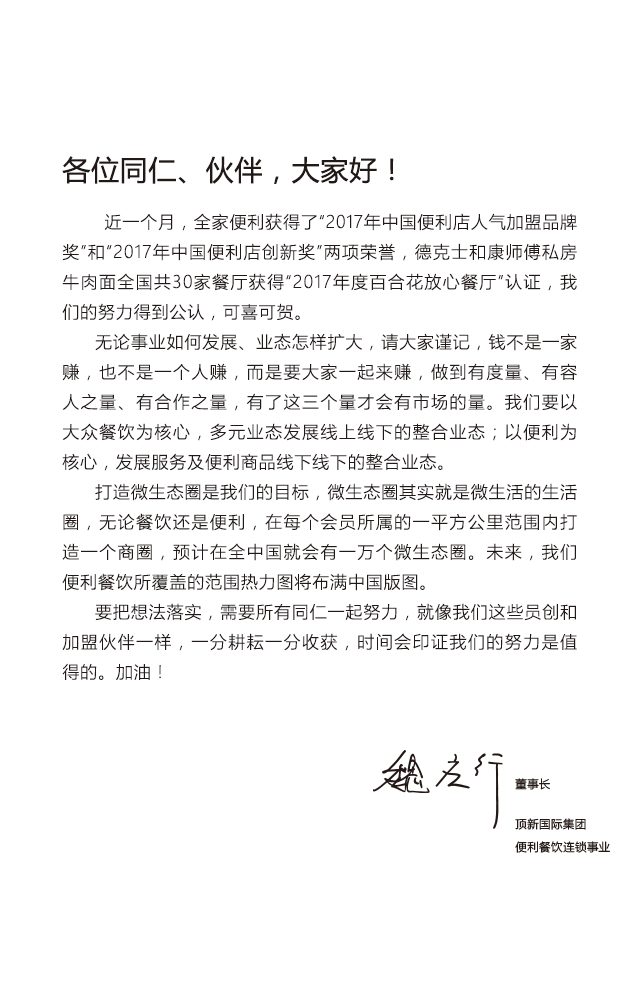 各位同仁、伙伴，大家好！
近一个月，全家便利获得了“2017年中国便利店人气加盟品牌
奖”和“2017年中国便利店创新奖”两项荣誉，德克士和康师傅私房
牛肉面全国共30家餐厅获得“2017年度百合花放心餐厅”认证，我
们的努力得到公认，可喜可贺。
无论事业如何发展、业态怎样扩大，请大家谨记，钱不是一家
赚，也不是一个人赚，而是要大家一起来赚，做到有度量、有容
人之量、有合作之量，有了这三个量才会有市场的量。我们要以
大众餐饮为核心，多元业态发展线上线下的整合业态；以便利为
核心，发展服务及便利商品线下线下的整合业态。
打造微生态圈是我们的目标，微生态圈其实就是微生活的生活
圈，无论餐饮还是便利，在每个会员所属的一平方公里范围内打
造一个商圈，预计在全中国就会有一万个微生态圈。未来，我们
便利餐饮所覆盖的范围热力图将布满中国版图。
要把想法落实，需要所有同仁一起努力，就像我们这些员创和
加盟伙伴一样，一分耕耘一分收获，时间会印证我们的努力是值
得的。加油！
魏应行 董事长
顶新国际集团
便利餐饮连锁事业